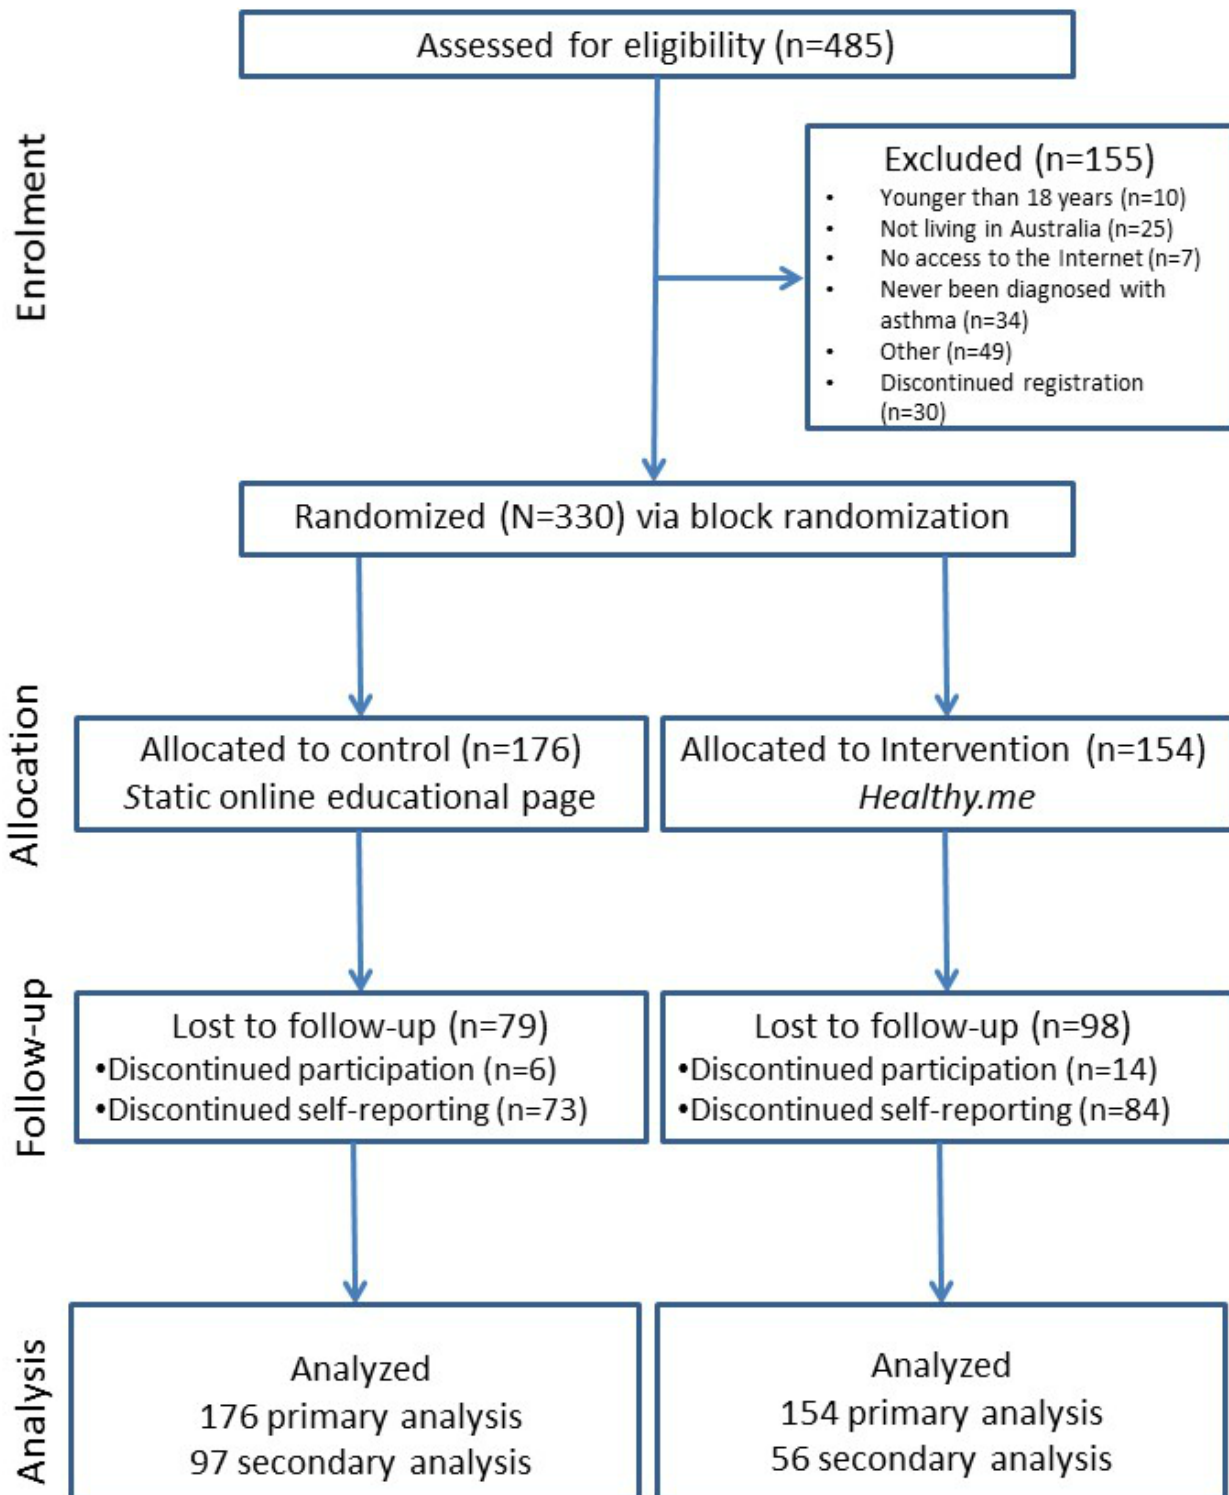 Assessed for eligibility (n=485)
Enrolment
Excluded (n=155)
• Younger than 18 years (n=10)
• Not living in Australia (n=25)
• No access to the Internet (n=7)
• Never been diagnosed with
asthma (n=34)
• Other (n=49)
• Discontinued registration
(n=30)
Randomized (N=330) via block randomization
Allocation
Allocated to control (n=176)
Static online educational page
Allocated to Intervention (n=154)
Healthy.me
Follow-up
Lost to follow-up (n=79)
•Discontinued participation (n=6)
•Discontinued self-reporting (n=73)
Lost to follow-up (n=98)
•Discontinued participation (n=14)
•Discontinued self-reporting (n=84)
Analysis
Analyzed
176 primary analysis
97 secondary analysis
Analyzed
154 primary analysis
56 secondary analysis